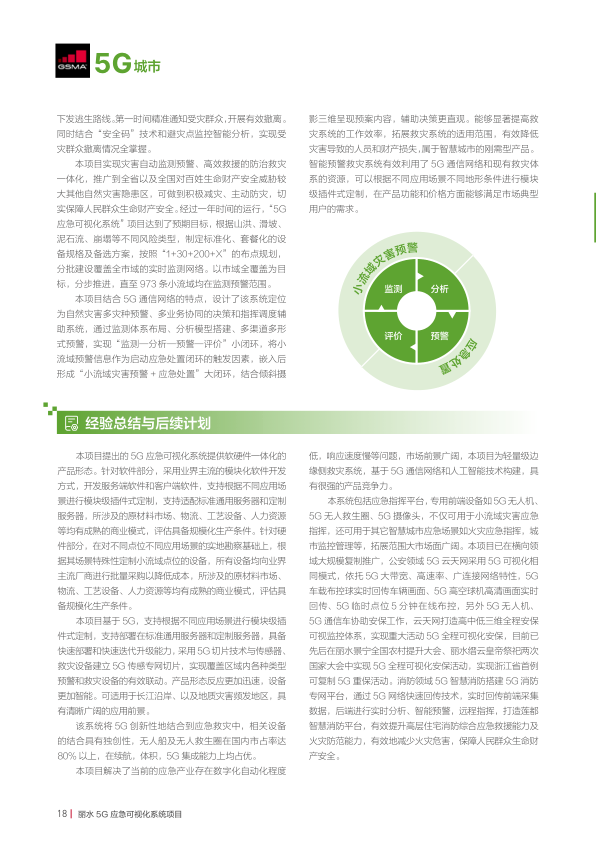 GSMA
5G城市
下发逃生路线。第一时间精准通知受灾群众，开展有效撤离。
同时结合“安全码”技术和避灾点监控智能分析，实现受
灾群众撤离情况全掌握。
本项目实现灾害自动监测预警、高效救援的防治救灾
一体化，推广到全省以及全国对百姓生命财产安全威胁较
大其他自然灾害隐患区，可做到积极减灾、主动防灾，切
实保障人民群众生命财产安全。经过一年时间的运行，“5G
应急可视化系统”项目达到了预期目标，根据山洪、滑坡、
泥石流、崩塌等不同风险类型，制定标准化、套餐化的设
备规格及备选方案，按照“1+30+200+X”的布点规划，
分批建设覆盖全市域的实时监测网络。以市域全覆盖为目
标，分步推进，直至 973 条小流域均在监测预警范围。
本项目结合 5G 通信网络的特点，设计了该系统定位
为自然灾害多灾种预警、多业务协同的决策和指挥调度辅
助系统，通过监测体系布局、分析模型搭建、多渠道多形
式预警，实现“监测—分析—预警—评价”小闭环，将小
流域预警信息作为启动应急处置闭环的触发因素，嵌入后
形成“小流域灾害预警 + 应急处置”大闭环，结合倾斜摄
影三维呈现预案内容，辅助决策更直观。能够显著提高救
灾系统的工作效率，拓展救灾系统的适用范围，有效降低
灾害导致的人员和财产损失，属于智慧城市的刚需型产品。
智能预警救灾系统有效利用了 5G 通信网络和现有救灾体
系的资源，可以根据不同应用场景不同地形条件进行模块
级插件式定制，在产品功能和价格方面能够满足市场典型
用户的需求。
小流域灾害预警
监测
分析
评价
预警
应急处置
经验总结与后续计划
本项目提出的 5G 应急可视化系统提供软硬件一体化的
产品形态。针对软件部分，采用业界主流的模块化软件开发
方式，开发服务端软件和客户端软件，支持根据不同应用场
景进行模块级插件式定制，支持适配标准通用服务器和定制
服务器，所涉及的原材料市场、物流、工艺设备、人力资源
等均有成熟的商业模式，评估具备规模化生产条件。针对硬
件部分，在对不同点位不同应用场景的实地勘察基础上，根
据其场景特殊性定制小流域点位的设备，所有设备均向业界
主流厂商进行批量采购以降低成本，所涉及的原材料市场、
物流、工艺设备、人力资源等均有成熟的商业模式，评估具
备规模化生产条件。
本项目基于 5G，支持根据不同应用场景进行模块级插
件式定制，支持部署在标准通用服务器和定制服务器，具备
快速部署和快速迭代升级能力，采用 5G 切片技术与传感器、
救灾设备建立 5G 传感专网切片，实现覆盖区域内各种类型
预警和救灾设备的有效联动。产品形态反应更加迅速，设备
更加智能。可适用于长江沿岸、以及地质灾害频发地区，具
有清晰广阔的应用前景。
该系统将 5G 创新性地结合到应急救灾中，相关设备
的结合具有独创性，无人船及无人救生圈在国内市占率达
80% 以上，在续航，体积，5G 集成能力上均占优。
本项目解决了当前的应急产业存在数字化自动化程度
低，响应速度慢等问题，市场前景广阔，本项目为轻量级边
缘侧救灾系统，基于 5G 通信网络和人工智能技术构建，具
有很强的产品竞争力。
本系统包括应急指挥平台，专用前端设备如 5G 无人机、
5G 无人救生圈、5G 摄像头，不仅可用于小流域灾害应急
指挥，还可用于其它智慧城市应急场景如火灾应急指挥，城
市监控管理等，拓展范围大市场面广阔。本项目已在横向领
域大规模复制推广，公安领域 5G 云天网采用 5G 可视化相
同模式，依托 5G 大带宽、高速率、广连接网络特性，5G
车载布控球实时回传车辆画面、5G 高空球机高清画面实时
回传、5G 临时点位 5 分钟在线布控，另外 5G 无人机、
5G 通信车协助安保工作，云天网打造高中低三维全程安保
可视监控体系，实现重大活动 5G 全程可视化安保，目前已
先后在丽水景宁全国农村提升大会、丽水缙云皇帝祭祀两次
国家大会中实现 5G 全程可视化安保活动，实现浙江省首例
可复制 5G 重保活动。消防领域 5G 智慧消防搭建 5G 消防
专网平台，通过 5G 网络快速回传技术，实时回传前端采集
数据，后端进行实时分析、智能预警，远程指挥，打造莲都
智慧消防平台，有效提升高层住宅消防综合应急救援能力及
火灾防范能力，有效地减少火灾危害，保障人民群众生命财
产安全。
18 | 丽水 5G 应急可视化系统项目